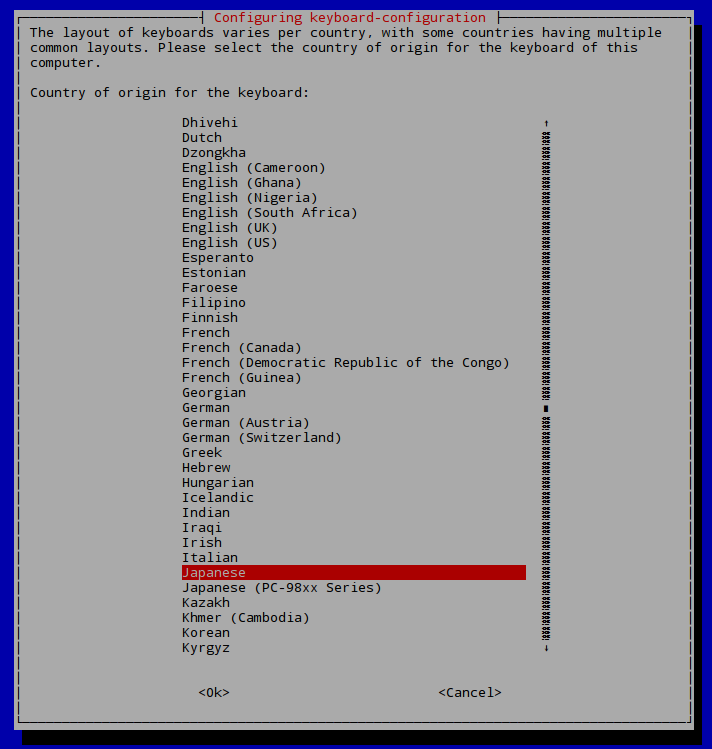 Configuring keyboard-configuration
The layout of keyboards varies per country, with some countries having multiple
common layouts. Please select the country of origin for the keyboard of this
computer.
Country of origin for the keyboard:
Dhivehi
Dutch
Dzongkha
English (Cameroon)
English (Ghana)
English (Nigeria)
English (South Africa)
English (UK)
English (US)
Esperanto
Estonian
Faroese
Filipino
Finnish
French
French (Canada)
French (Democratic Republic of the Congo)
French (Guinea)
Georgian
German
German (Austria)
German (Switzerland)
Greek
Hebrew
Hungarian
Icelandic
Indian
Iraqi
Irish
Italian
Japanese
Japanese (PC-98xx Series)
Kazakh
Khmer (Cambodia)
Korean
Kyrgyz
<Ok> <Cancel>